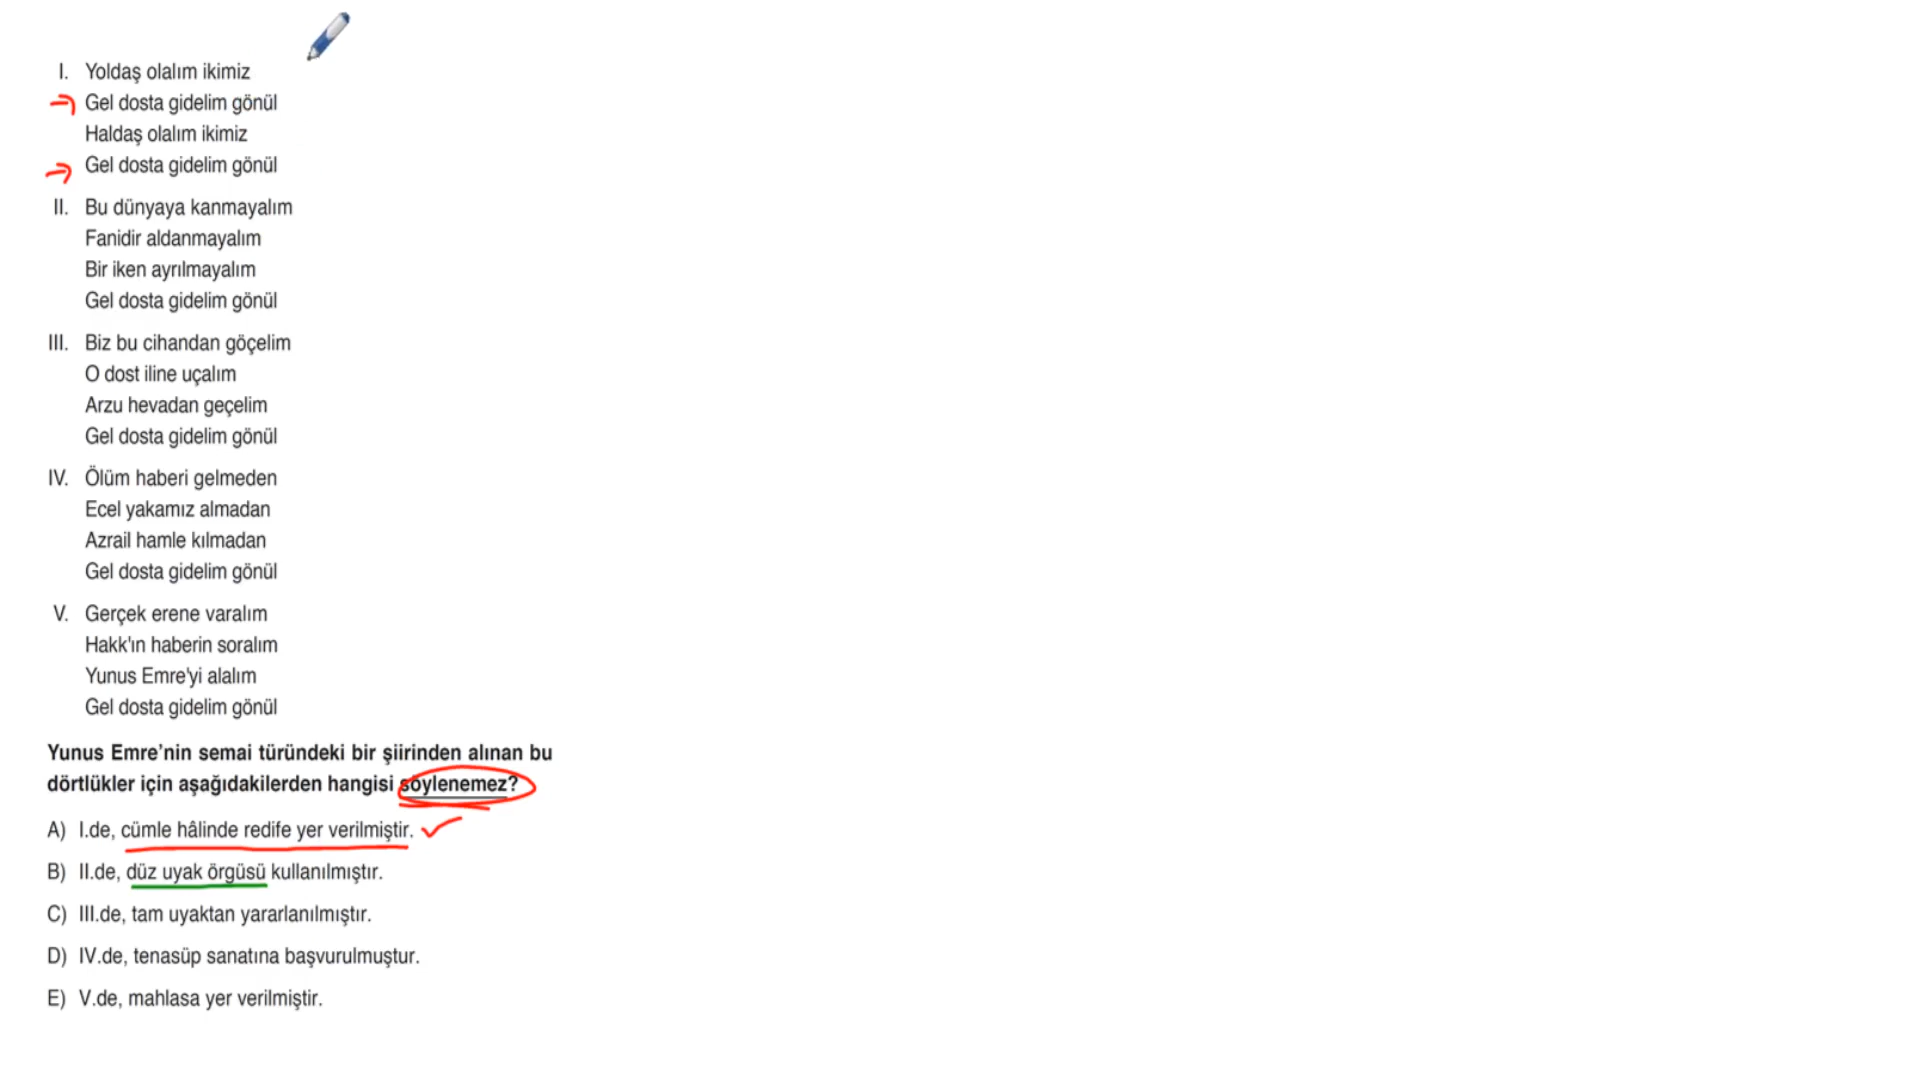 I. Yoldaş olalım ikimiz
Gel dosta gidelim gönül
Haldaş olalım ikimiz
Gel dosta gidelim gönül
II. Bu dünyaya kanmayalım
Fanidir aldanmayalım
Bir iken ayrılmayalım
Gel dosta gidelim gönül
III. Biz bu cihandan göçelim
O dost iline uçalım
Arzu hevadan geçelim
Gel dosta gidelim gönül
IV. Ölüm haberi gelmeden
Ecel yakamız almadan
Azrail hamle kılmadan
Gel dosta gidelim gönül
V. Gerçek erene varalım
Hakk'ın haberin soralım
Yunus Emre'yi alalım
Gel dosta gidelim gönül
Yunus Emre’nin semai türündeki bir şiirinden alınan bu
dörtlükler için aşağıdakilerden hangisi söylenemez?
A) I.de, cümle hâlinde redife yer verilmiştir.
B) II.de, düz uyak örgüsü kullanılmıştır.
C) III.de, tam uyaktan yararlanılmıştır.
D) IV.de, tenasüp sanatına başvurulmuştur.
E) V.de, mahlasa yer verilmiştir.